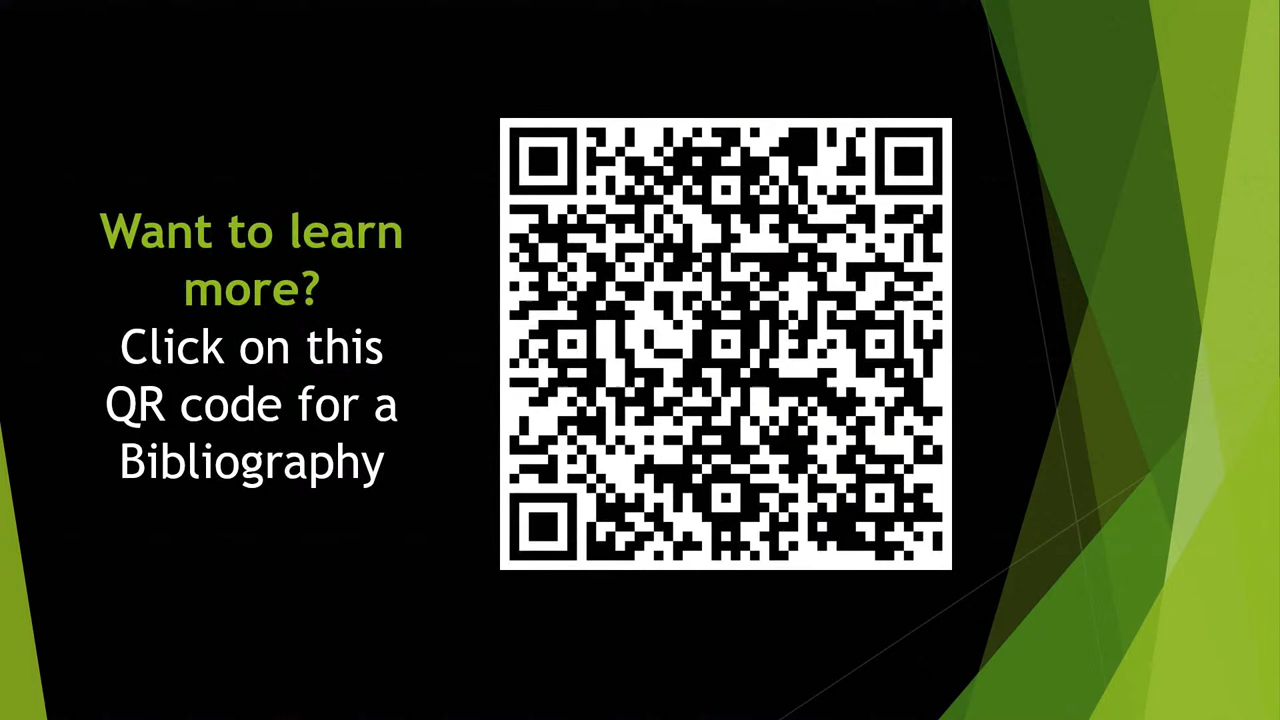 Want to learn
more?
Click on this
QR code for a
Bibliography